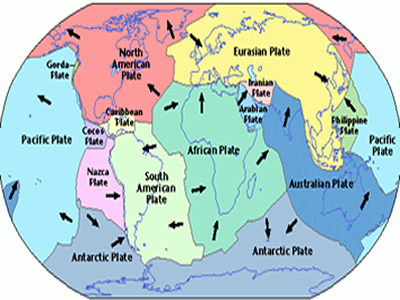 North
American
Plate
Eurasian Plate
Gorda-
Plate
Iranian
Plate
Caribbean
Plate
Arabian
Plate
Philippine
Plate
Cocos
Plate
Pacific Plate
African Plate
Pacific
Plate
Nazca
Plate
South
American
Plate
Australian Plate
Antarctic Plate
Antarctic Plate